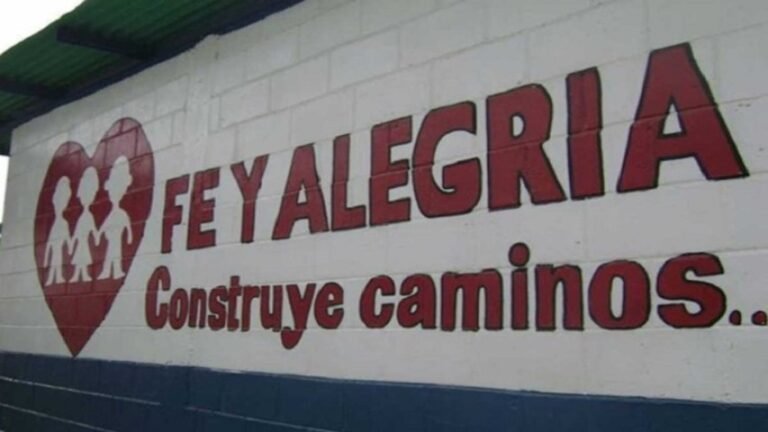 FE Y ALEGRIA
Construye caminos..